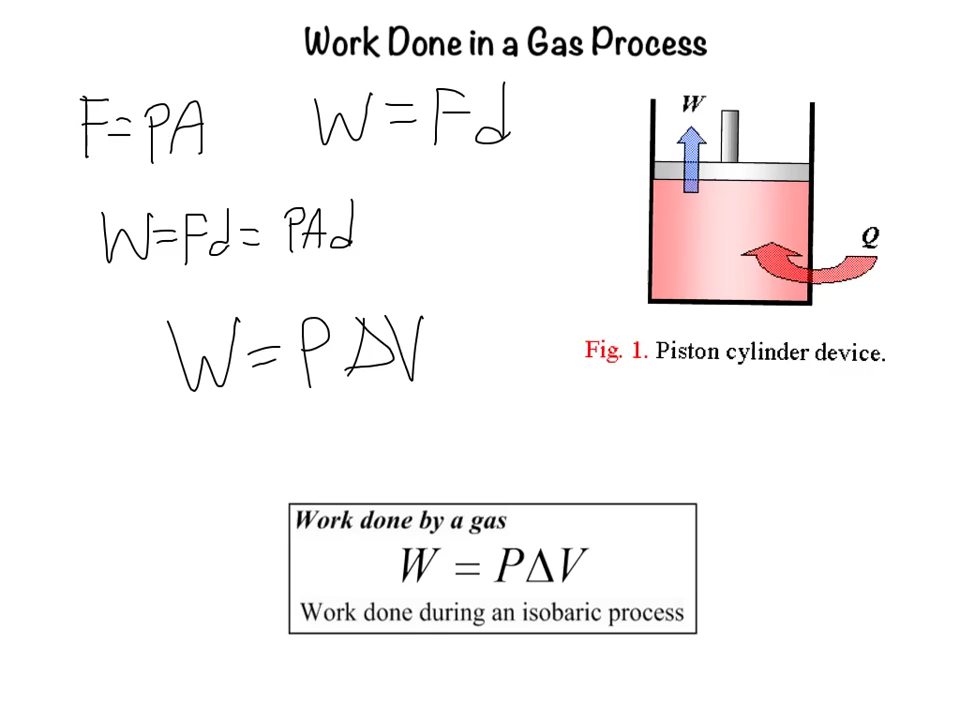 Work Done in a Gas Process
F=PA
W=Fd
W=Fd=PAd
W=PΔV
W
Q
Fig. 1. Piston cylinder device.
Work done by a gas
W = PΔV
Work done during an isobaric process